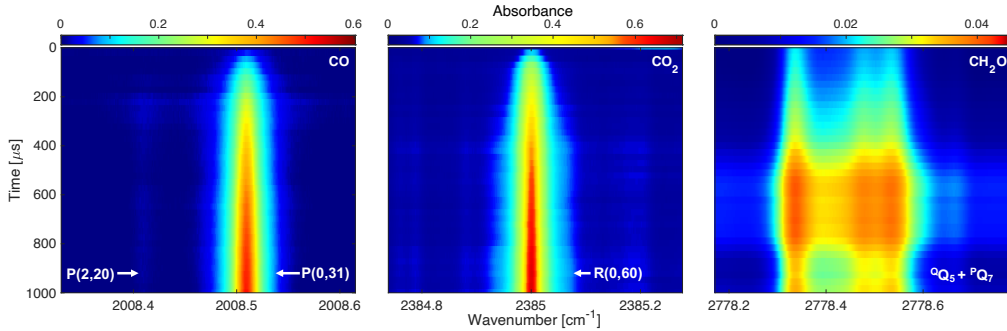 Absorbance
0 0.2 0.4 0.6
0 0.2 0.4 0.6
0 0.02 0.04
CO
CO2
CH2O
Time [μs]
0
200
400
600
800
1000
P(2,20)
P(0,31)
R(0,60)
QQ5 + PQ7
2008.4 2008.5 2008.6
2384.8 2385 2385.2
2778.2 2778.4 2778.6
Wavenumber [cm-1]